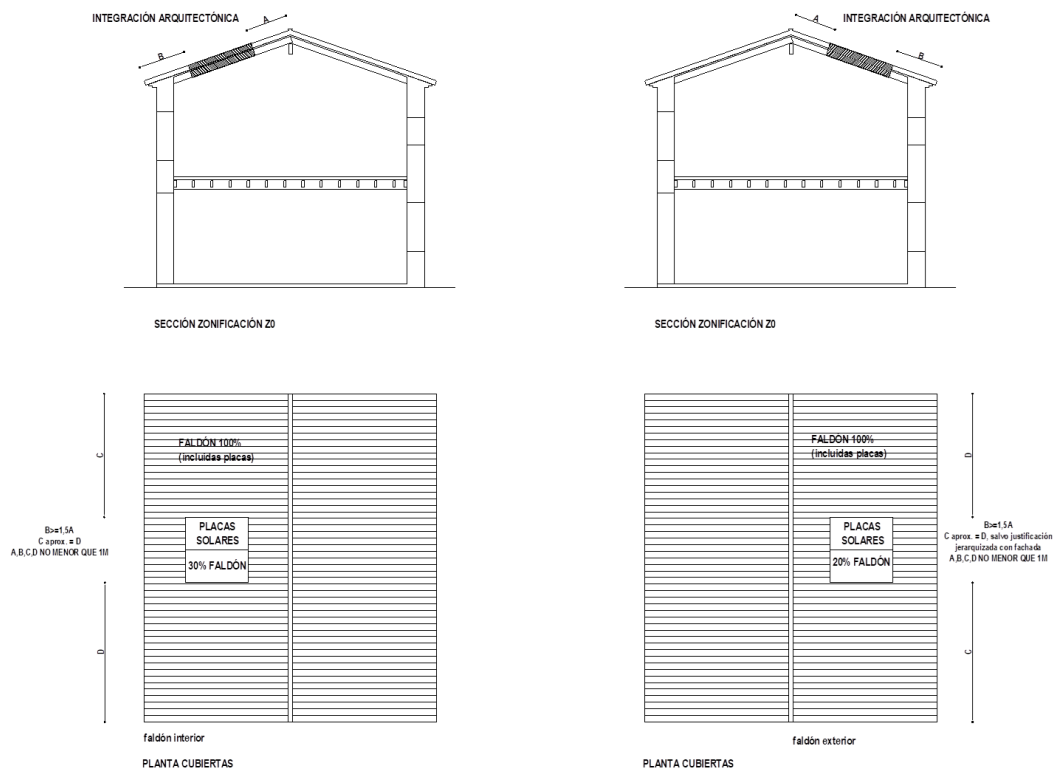 INTEGRACIÓN ARQUITECTÓNICA
A
B
SECCIÓN ZONIFICACIÓN Z0
C
FALDÓN 100%
(incluidas placas)
PLACAS
SOLARES
30% FALDÓN
B>=1,5A
C aprox. = D
A,B,C,D NO MENOR QUE 1M
D
faldón interior
PLANTA CUBIERTAS
A
INTEGRACIÓN ARQUITECTÓNICA
B
SECCIÓN ZONIFICACIÓN Z0
FALDÓN 100%
(incluidas placas)
D
PLACAS
SOLARES
20% FALDÓN
B>=1,5A
C aprox. = D, salvo justificación
jerarquizada con fachada
A,B,C,D NO MENOR QUE 1M
C
faldón exterior
PLANTA CUBIERTAS